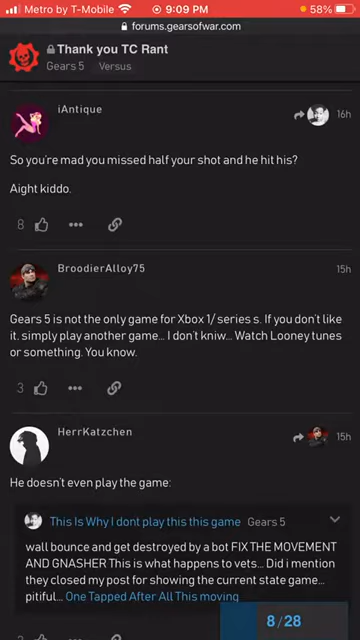 Metro by T-Mobile 9:09 PM 58%
forums.gearsofwar.com
Thank you TC Rant
Gears 5 Versus
iAntique 16h
So you're mad you missed half your shot and he hit his?
Aight kiddo.
8
BroodierAlloy75 15h
Gears 5 is not the only game for Xbox 1/ series s. If you don't like
it. simply play another game... I don't kniw... Watch Looney tunes
or something. You know.
3
HerrKatzchen 15h
He doesn't even play the game:
This Is Why I dont play this this game Gears 5
wall bounce and get destroyed by a bot FIX THE MOVEMENT
AND GNASHER This is what happens to vets... Did i mention
they closed my post for showing the current state game...
pitiful... One Tapped After All This moving
8/28